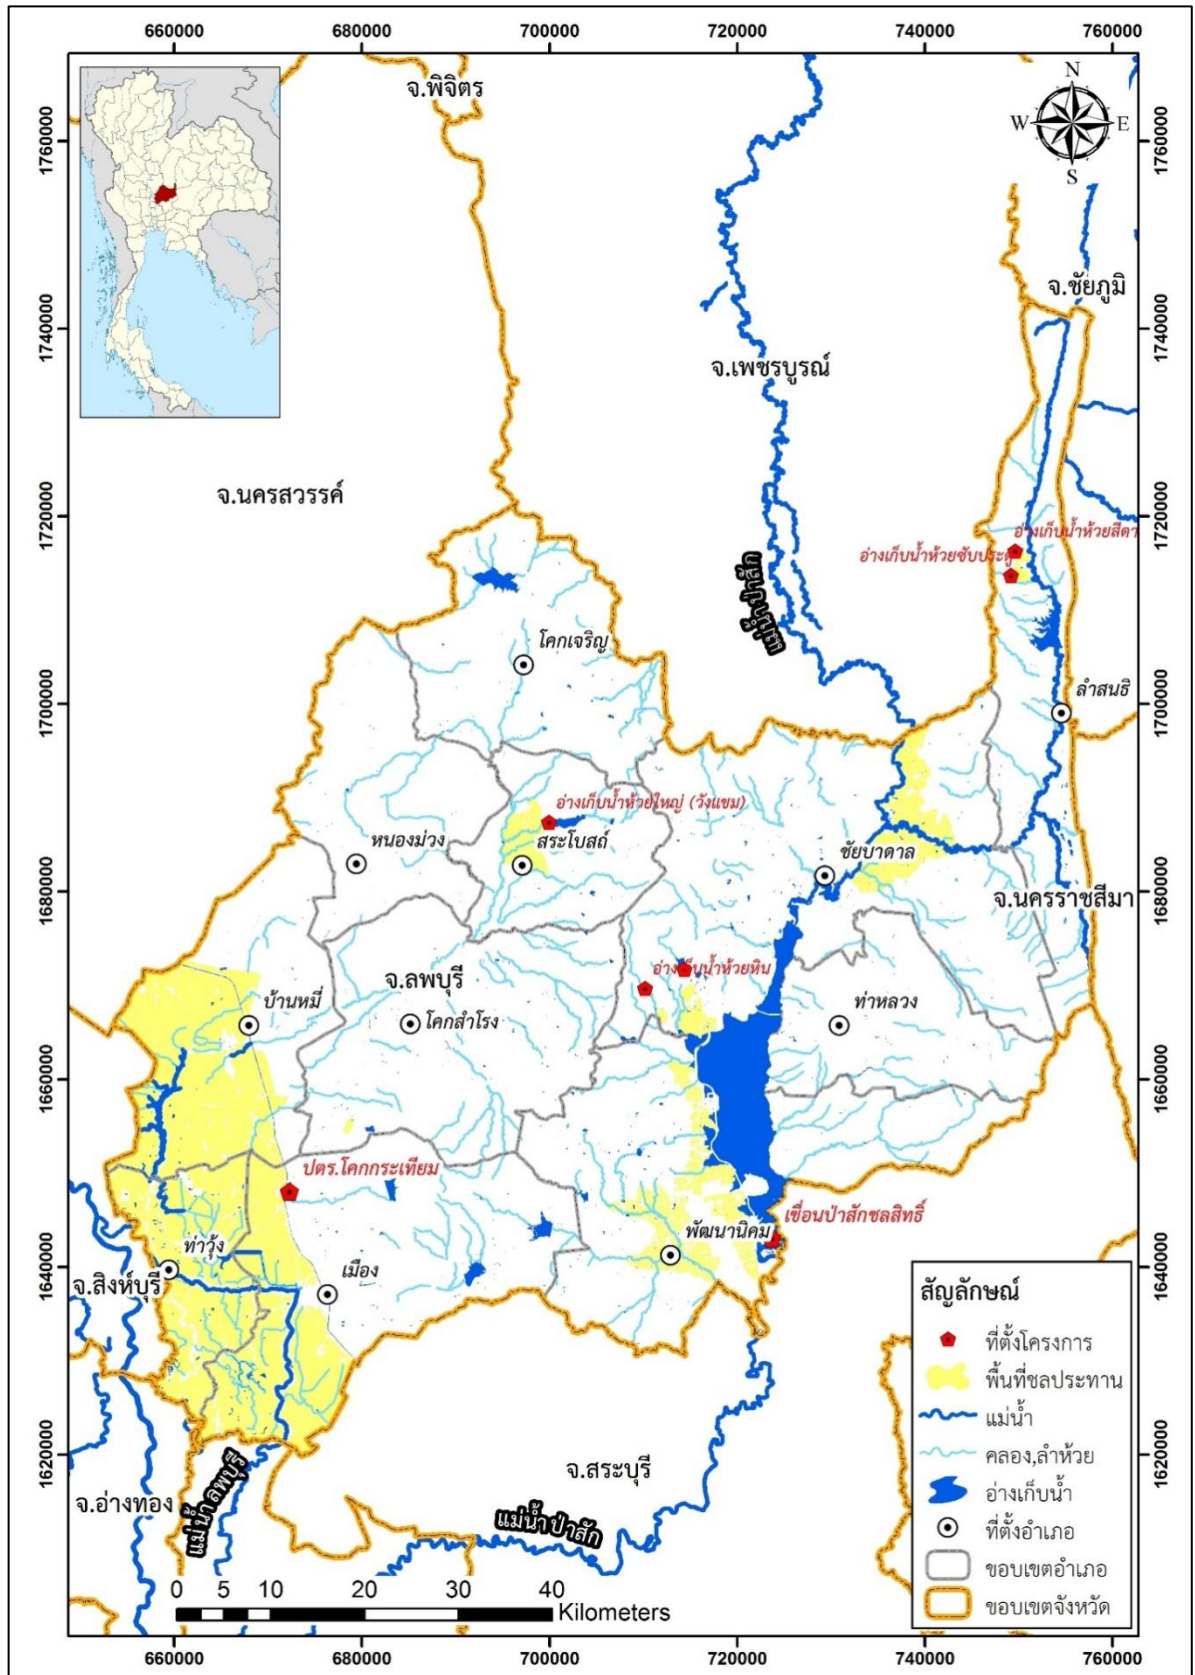 660000 680000 700000 720000 740000 760000
จ.พิจิตร
N
W E
S
1760000 1760000
จ.ชัยภูมิ
1740000 1740000
จ.เพชรบูรณ์
จ.นครสวรรค์
1720000 1720000
อ่างเก็บน้ำห้วยสีดา
อ่างเก็บน้ำห้วยซับประดู่
แม่น้ำป่าสัก
โคกเจริญ
ลำสนธิ
1700000 1700000
อ่างเก็บน้ำห้วยใหญ่ (วังแขม)
หนองม่วง
สระโบสถ์
ชัยบาดาล
1680000 1680000
จ.นครราชสีมา
จ.ลพบุรี
อ่างเก็บน้ำห้วยหิน
บ้านหมี่
โคกสำโรง
ท่าหลวง
1660000 1660000
ปตร.โคกกระเทียม
เขื่อนป่าสักชลสิทธิ์
พัฒนานิคม
ท่าวุ้ง
เมือง
1640000 1640000
จ.สิงห์บุรี
สัญลักษณ์
ที่ตั้งโครงการ
พื้นที่ชลประทาน
แม่น้ำ
คลอง,ลำห้วย
อ่างเก็บน้ำ
ที่ตั้งอำเภอ
ขอบเขตอำเภอ
ขอบเขตจังหวัด
1620000 1620000
จ.สระบุรี
จ.อ่างทอง
แม่น้ำลพบุรี
แม่น้ำป่าสัก
0 5 10 20 30 40
Kilometers
660000 680000 700000 720000 740000 760000